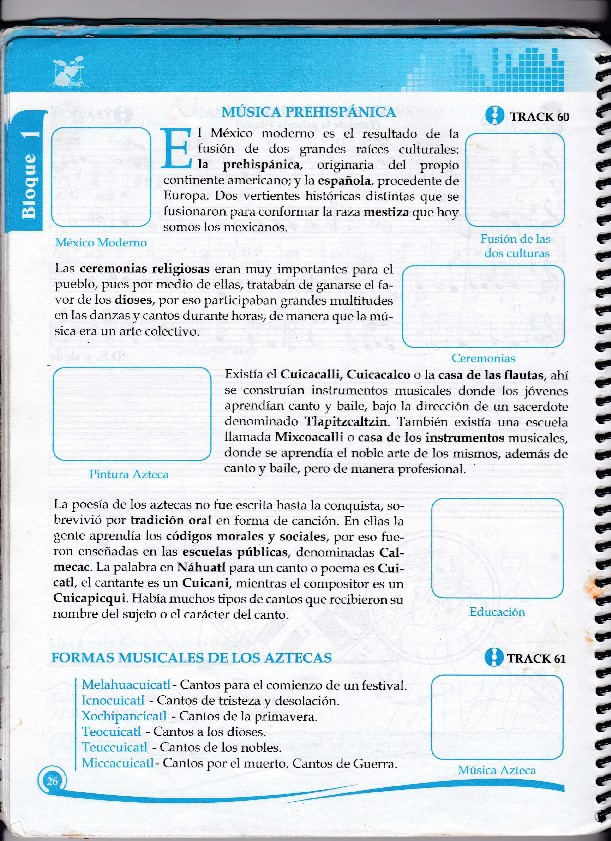 MÚSICA PREHISPÁNICA
TRACK 60
Bloque 1
El México moderno es el resultado de la
fusión de dos grandes raíces culturales:
la prehispánica, originaria del propio
continente americano; y la española, procedente de
Europa. Dos vertientes históricas distintas que se
fusionaron para conformar la raza mestiza que hoy
somos los mexicanos.
México Moderno
Fusión de las
dos culturas
Las ceremonias religiosas eran muy importantes para el
pueblo, pues por medio de ellas, trataban de ganarse el fa-
vor de los dioses, por eso participaban grandes multitudes
en las danzas y cantos durante horas, de manera que la mú-
sica era un arte colectivo.
Ceremonias
Existía el Cuicacalli, Cuicacalco o la casa de las flautas, ahí
se construían instrumentos musicales donde los jóvenes
aprendían canto y baile, bajo la dirección de un sacerdote
denominado Tlapitzcaltzin. También existía una escuela
llamada Mixcoacalli o casa de los instrumentos musicales,
donde se aprendía el noble arte de los mismos, además de
canto y baile, pero de manera profesional.
Pintura Azteca
La poesía de los aztecas no fue escrita hasta la conquista, so-
brevivió por tradición oral en forma de canción. En ellas la
gente aprendía los códigos morales y sociales, por eso fue-
ron enseñadas en las escuelas públicas, denominadas Cal-
mecac. La palabra en Náhuatl para un canto o poema es Cui-
catl, el cantante es un Cuicani, mientras el compositor es un
Cuicapicqui. Había muchos tipos de cantos que recibieron su
nombre del sujeto o el carácter del canto.
Educación
FORMAS MUSICALES DE LOS AZTECAS
TRACK 61
Melahuacuicatl - Cantos para el comienzo de un festival.
Icnocuicatl - Cantos de tristeza y desolación.
Xochipancicatl - Cantos de la primavera.
Teocuicatl - Cantos a los dioses.
Teuccuicatl - Cantos de los nobles.
Miccacuicatl - Cantos por el muerto. Cantos de Guerra.
Música Azteca
26